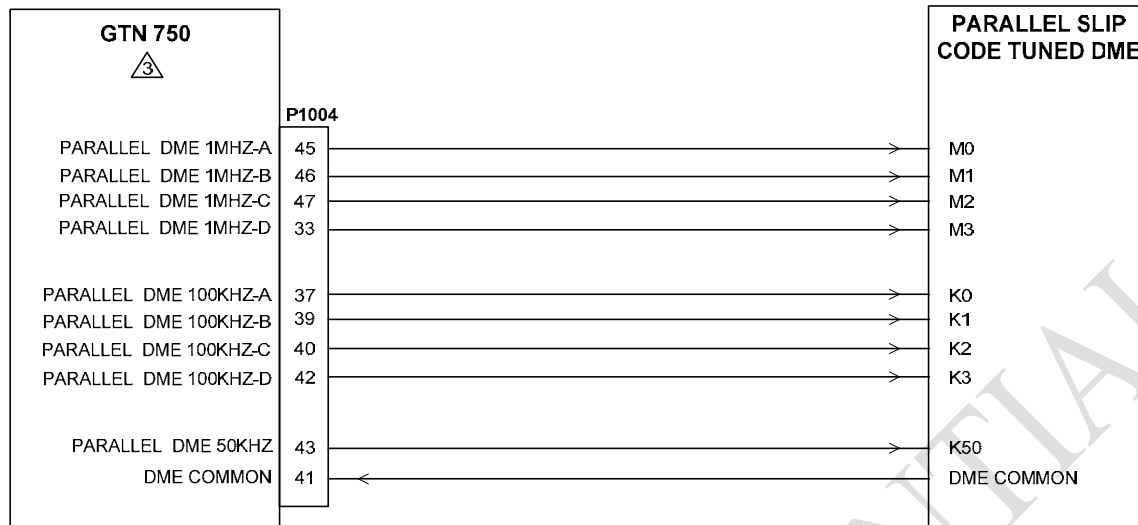 GTN 750
3
P1004
PARALLEL SLIP
CODE TUNED DME
PARALLEL DME 1MHZ-A 45 M0
PARALLEL DME 1MHZ-B 46 M1
PARALLEL DME 1MHZ-C 47 M2
PARALLEL DME 1MHZ-D 33 M3
PARALLEL DME 100KHZ-A 37 K0
PARALLEL DME 100KHZ-B 39 K1
PARALLEL DME 100KHZ-C 40 K2
PARALLEL DME 100KHZ-D 42 K3
PARALLEL DME 50KHZ 43 K50
DME COMMON 41 DME COMMON
NTIAL